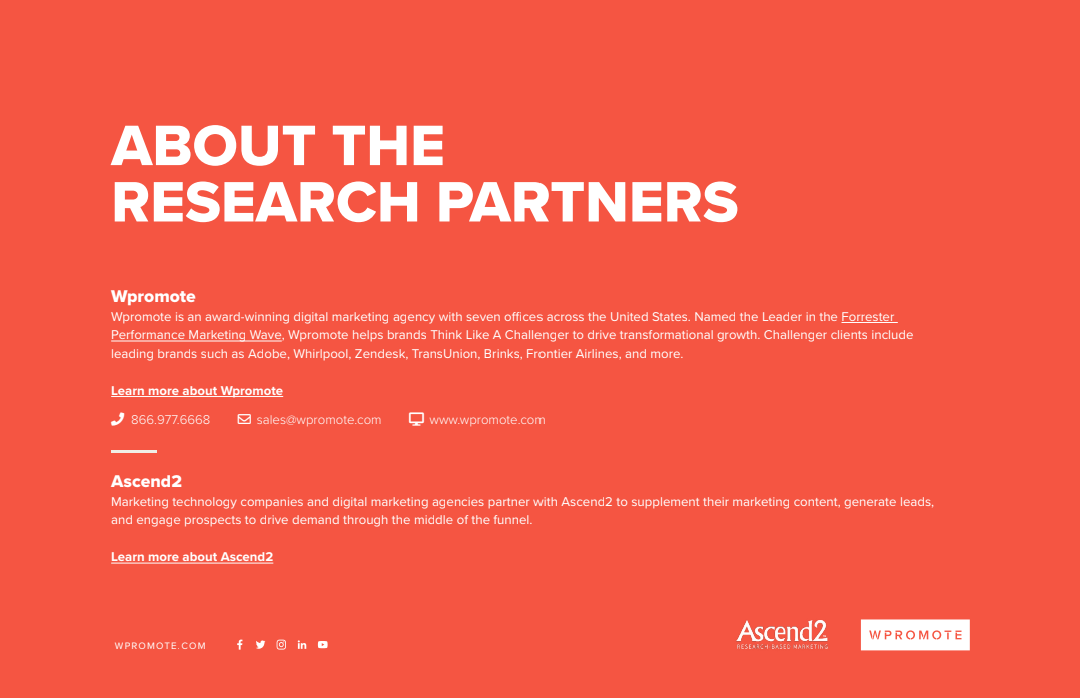 ABOUT THE
RESEARCH PARTNERS
Wpromote
Wpromote is an award-winning digital marketing agency with seven offices across the United States. Named the Leader in the Forrester
Performance Marketing Wave, Wpromote helps brands Think Like A Challenger to drive transformational growth. Challenger clients include
leading brands such as Adobe, Whirlpool, Zendesk, TransUnion, Brinks, Frontier Airlines, and more.
Learn more about Wpromote
866.977.6668 sales@wpromote.com www.wpromote.com
Ascend2
Marketing technology companies and digital marketing agencies partner with Ascend2 to supplement their marketing content, generate leads,
and engage prospects to drive demand through the middle of the funnel.
Learn more about Ascend2
WPROMOTE.COM
Ascend2
RESEARCH BASED MARKETING
WPROMOTE